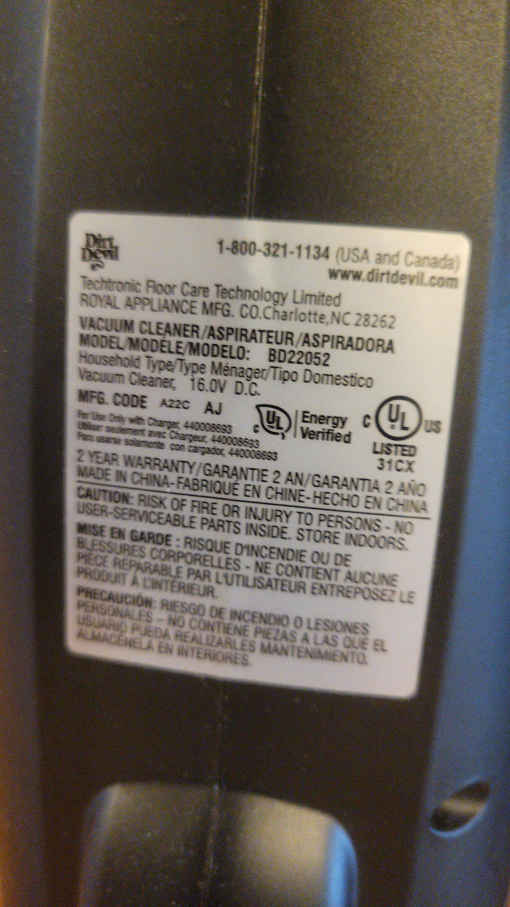 Dirt Devil
1-800-321-1134 (USA and Canada)
www.dirtdevil.com
Techtronic Floor Care Technology Limited
ROYAL APPLIANCE MFG. CO.Charlotte,NC 28262
VACUUM CLEANER/ASPIRATEUR/ASPIRADORA
MODEL/MODÈLE/MODELO: BD22052
Household Type/Type Ménager/Tipo Domestico
Vacuum Cleaner, 16.0V D.C.
MFG. CODE A22C AJ
For Use Only with Charger, 440008693
Utiliser seulement avec Chargeur, 440008693
Para usarse solamente con cargador, 440008693
c UL Energy Verified
c UL US
LISTED
31CX
2 YEAR WARRANTY/GARANTIE 2 AN/GARANTIA 2 AÑO
MADE IN CHINA-FABRIQUÉ EN CHINE-HECHO EN CHINA
CAUTION: RISK OF FIRE OR INJURY TO PERSONS - NO
USER-SERVICEABLE PARTS INSIDE. STORE INDOORS.
MISE EN GARDE : RISQUE D'INCENDIE OU DE
BLESSURES CORPORELLES - NE CONTIENT AUCUNE
PIÈCE REPARABLE PAR L'UTILISATEUR ENTREPOSEZ LE
PRODUIT À L'INTÉRIEUR.
PRECAUCIÓN: RIESGO DE INCENDIO O LESIONES
PERSONALES – NO CONTIENE PIEZAS A LAS QUE EL
USUARIO PUEDA REALIZARLES MANTENIMIENTO.
ALMACÉNELA EN INTERIORES.